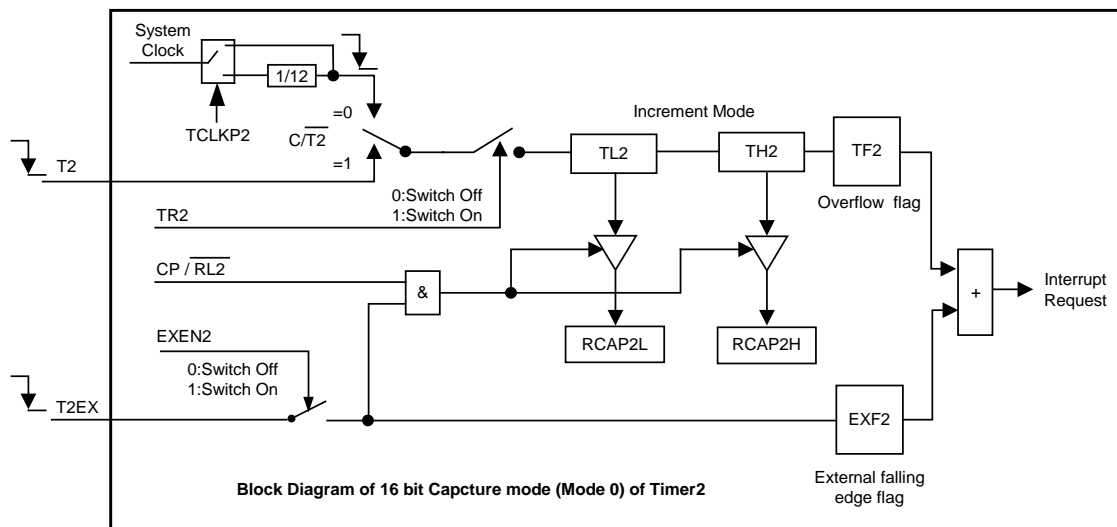 System
Clock
1/12
TCLKP2
=0
C/T2
=1
T2
TR2
0:Switch Off
1:Switch On
Increment Mode
TL2
TH2
TF2
Overflow flag
CP / RL2
&
+
Interrupt
Request
RCAP2L
RCAP2H
EXEN2
0:Switch Off
1:Switch On
T2EX
EXF2
External falling
edge flag
Block Diagram of 16 bit Capcture mode (Mode 0) of Timer2